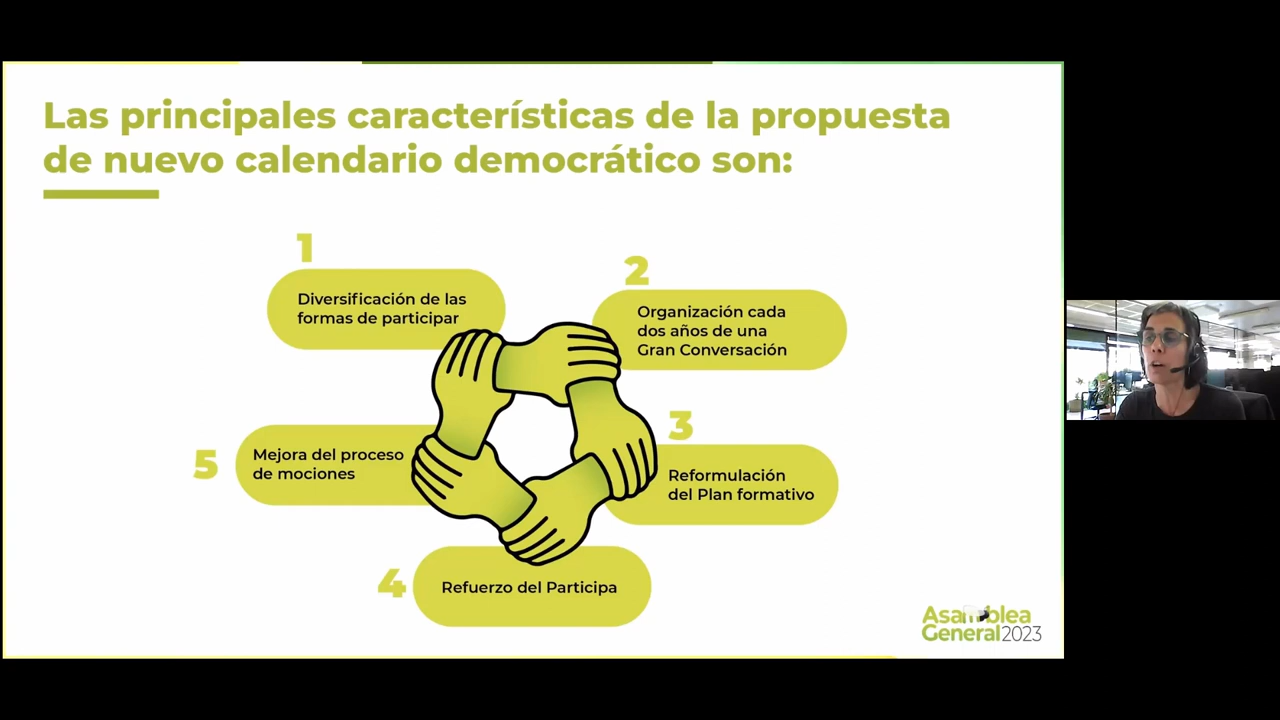 Las principales características de la propuesta
de nuevo calendario democrático son:
1
Diversificación de las
formas de participar
2
Organización cada
dos años de una
Gran Conversación
3
Reformulación
del Plan formativo
4
Refuerzo del Participa
5
Mejora del proceso
de mociones
Asamblea
General2023